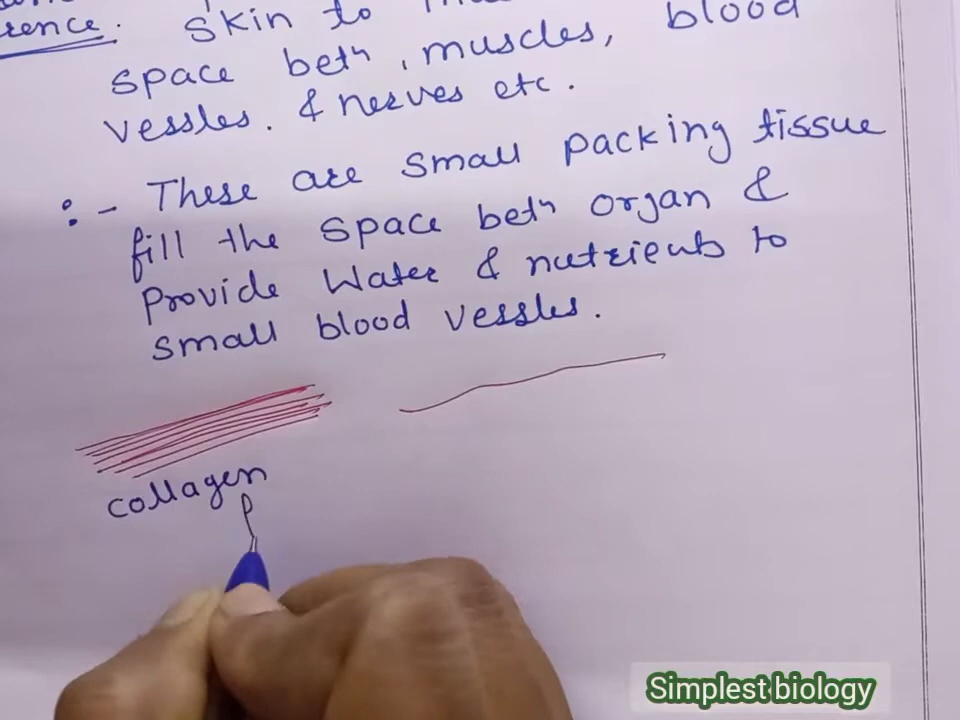 rence. Skin to
space betn, muscles, blood
vessles. & nerves etc.
:- These are small packing tissue
fill the space betn organ &
Provide Water & nutrients to
small blood vessles.
collagen
Simplest biology